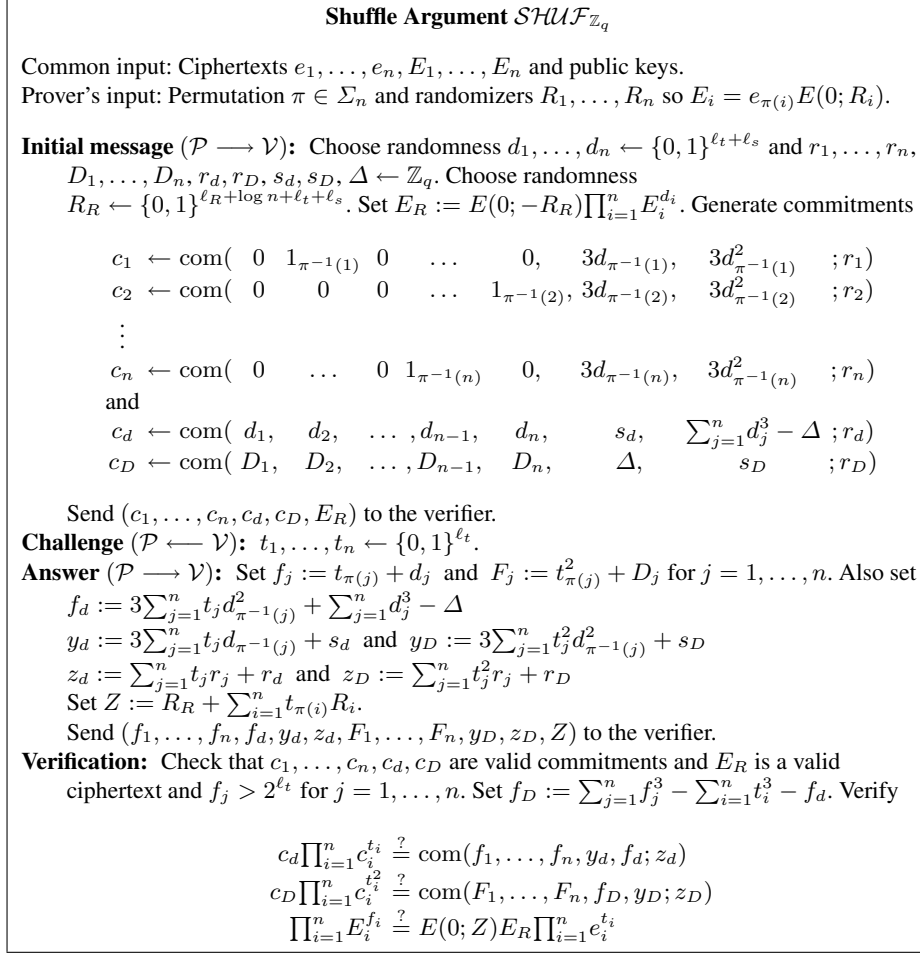 Shuffle Argument 𝒮ℋ𝒰ℱ_{ℤ_q}
Common input: Ciphertexts e_1, …, e_n, E_1, …, E_n and public keys.
Prover's input: Permutation π ∈ Σ_n and randomizers R_1, …, R_n so E_i = e_{π(i)}E(0; R_i).
Initial message (𝒫 ⟶ 𝒱): Choose randomness d_1, …, d_n ← {0, 1}^{ℓ_t+ℓ_s} and r_1, …, r_n,
D_1, …, D_n, r_d, r_D, s_d, s_D, Δ ← ℤ_q. Choose randomness
R_R ← {0, 1}^{ℓ_R+log n+ℓ_t+ℓ_s}. Set E_R := E(0; −R_R)∏_{i=1}^n E_i^{d_i}. Generate commitments
c_1 ← com( 0 1_{π^{−1}(1)} 0 … 0, 3d_{π^{−1}(1)}, 3d^2_{π^{−1}(1)} ; r_1)
c_2 ← com( 0 0 0 … 1_{π^{−1}(2)}, 3d_{π^{−1}(2)}, 3d^2_{π^{−1}(2)} ; r_2)
⋮
c_n ← com( 0 … 0 1_{π^{−1}(n)} 0, 3d_{π^{−1}(n)}, 3d^2_{π^{−1}(n)} ; r_n)
and
c_d ← com( d_1, d_2, … , d_{n−1}, d_n, s_d, ∑_{j=1}^n d_j^3 − Δ ; r_d)
c_D ← com( D_1, D_2, … , D_{n−1}, D_n, Δ, s_D ; r_D)
Send (c_1, …, c_n, c_d, c_D, E_R) to the verifier.
Challenge (𝒫 ⟵ 𝒱): t_1, …, t_n ← {0, 1}^{ℓ_t}.
Answer (𝒫 ⟶ 𝒱): Set f_j := t_{π(j)} + d_j and F_j := t^2_{π(j)} + D_j for j = 1, …, n. Also set
f_d := 3∑_{j=1}^n t_j d^2_{π^{−1}(j)} + ∑_{j=1}^n d_j^3 − Δ
y_d := 3∑_{j=1}^n t_j d_{π^{−1}(j)} + s_d and y_D := 3∑_{j=1}^n t_j^2 d^2_{π^{−1}(j)} + s_D
z_d := ∑_{j=1}^n t_j r_j + r_d and z_D := ∑_{j=1}^n t_j^2 r_j + r_D
Set Z := R_R + ∑_{i=1}^n t_{π(i)} R_i.
Send (f_1, …, f_n, f_d, y_d, z_d, F_1, …, F_n, y_D, z_D, Z) to the verifier.
Verification: Check that c_1, …, c_n, c_d, c_D are valid commitments and E_R is a valid
ciphertext and f_j > 2^{ℓ_t} for j = 1, …, n. Set f_D := ∑_{j=1}^n f_j^3 − ∑_{i=1}^n t_i^3 − f_d. Verify
c_d ∏_{i=1}^n c_i^{t_i} ≟ com(f_1, …, f_n, y_d, f_d; z_d)
c_D ∏_{i=1}^n c_i^{t_i^2} ≟ com(F_1, …, F_n, f_D, y_D; z_D)
∏_{i=1}^n E_i^{f_i} ≟ E(0; Z)E_R ∏_{i=1}^n e_i^{t_i}